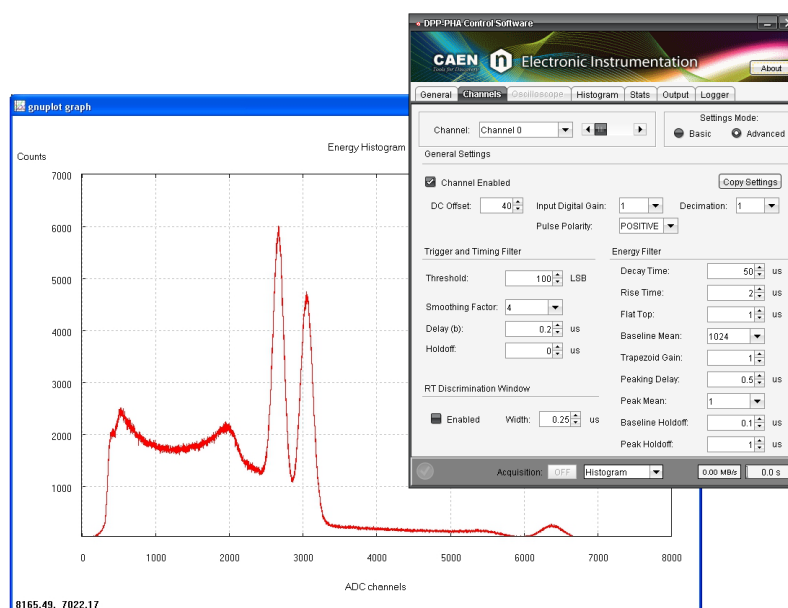 DPP-PHA Control Software
CAEN n Electronic Instrumentation
Tools for Discovery
About
General Channels Oscilloscope Histogram Stats Output Logger
Channel: Channel 0
Settings Mode:
Basic Advanced
General Settings
Channel Enabled
Copy Settings
DC Offset: 40 Input Digital Gain: 1 Decimation: 1
Pulse Polarity: POSITIVE
Trigger and Timing Filter
Threshold: 100 LSB
Smoothing Factor: 4
Delay (b): 0.2 us
Holdoff: 0 us
RT Discrimination Window
Enabled Width: 0.25 us
Energy Filter
Decay Time: 50 us
Rise Time: 2 us
Flat Top: 1 us
Baseline Mean: 1024
Trapezoid Gain: 1
Peaking Delay: 0.5 us
Peak Mean: 1
Baseline Holdoff: 0.1 us
Peak Holdoff: 1 us
Acquisition: OFF Histogram 0.00 MB/s 0.0 s
gnuplot graph
Energy Histogram
Counts
7000
6000
5000
4000
3000
2000
1000
0 1000 2000 3000 4000 5000 6000 7000 8000
ADC channels
8165.49, 7022.17